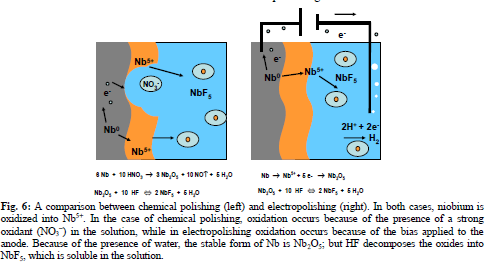 e-
Nb5+
NO3-
NbF5
e-
Nb0
Nb5+
e-
Nb0
Nb5+
NbF5
2H+ + 2e-
H2
6 Nb + 10 HNO3 → 3 Nb2O5 + 10 NO↑ + 5 H2O
Nb2O5 + 10 HF ⇔ 2 NbF5 + 5 H2O
Nb → Nb5+ + 5 e- → Nb2O5
Nb2O5 + 10 HF ⇔ 2 NbF5 + 5 H2O
Fig. 6: A comparison between chemical polishing (left) and electropolishing (right). In both cases, niobium is
oxidized into Nb5+. In the case of chemical polishing, oxidation occurs because of the presence of a strong
oxidant (NO3−) in the solution, while in electropolishing oxidation occurs because of the bias applied to the
anode. Because of the presence of water, the stable form of Nb is Nb2O5; but HF decomposes the oxides into
NbF5, which is soluble in the solution.